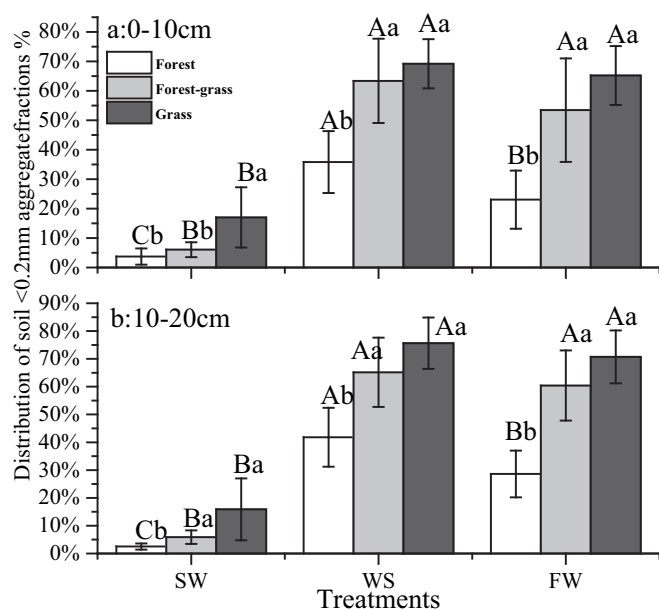 Distribution of soil <0.2mm aggregatefractions %
a:0-10cm
80%
70%
60%
50%
40%
30%
20%
10%
0%
Forest
Forest-grass
Grass
Cb
Bb
Ba
Ab
Aa
Aa
Bb
Aa
Aa
b:10-20cm
90%
80%
70%
60%
50%
40%
30%
20%
10%
0%
Cb
Ba
Ba
Ab
Aa
Aa
Bb
Aa
Aa
SW
WS
FW
Treatments